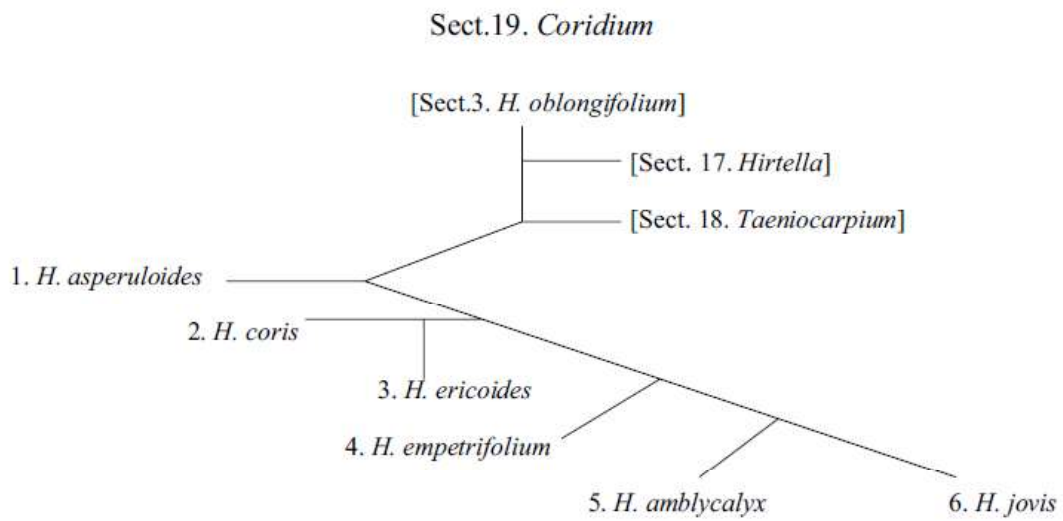 Sect.19. Coridium
[Sect.3. H. oblongifolium]
[Sect. 17. Hirtella]
[Sect. 18. Taeniocarpium]
1. H. asperuloides
2. H. coris
3. H. ericoides
4. H. empetrifolium
5. H. amblycalyx
6. H. jovis